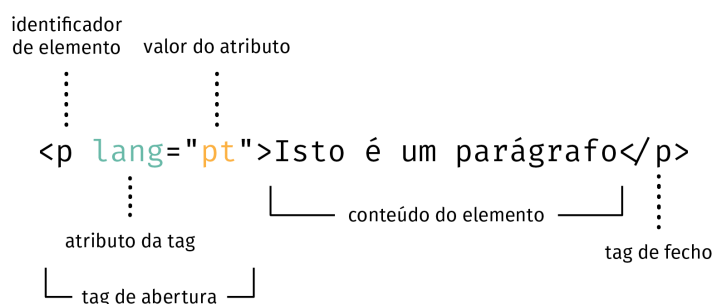 identificador
de elemento
valor do atributo
<p lang="pt">Isto é um parágrafo</p>
conteúdo do elemento
atributo da tag
tag de fecho
tag de abertura